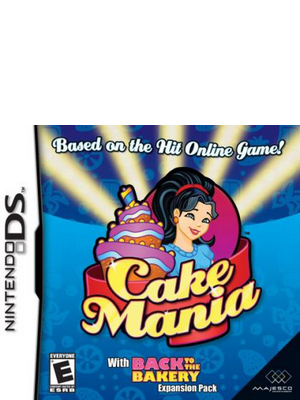 Based on the Hit Online Game!
NINTENDO DS
Cake
Mania
With BACK TO THE BAKERY
Expansion Pack
EVERYONE
E
ESRB
MAJESCO